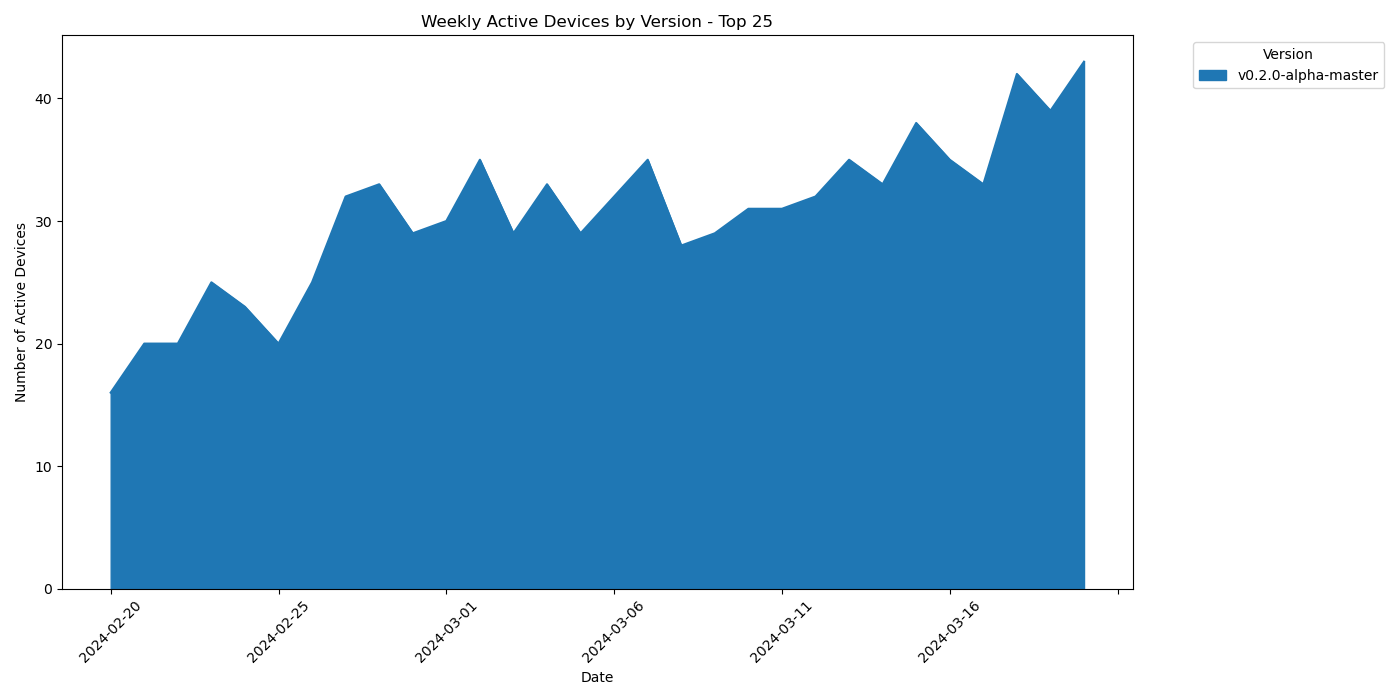 Weekly Active Devices by Version - Top 25
Version
v0.2.0-alpha-master
Number of Active Devices
40
30
20
10
0
2024-02-20
2024-02-25
2024-03-01
2024-03-06
2024-03-11
2024-03-16
Date